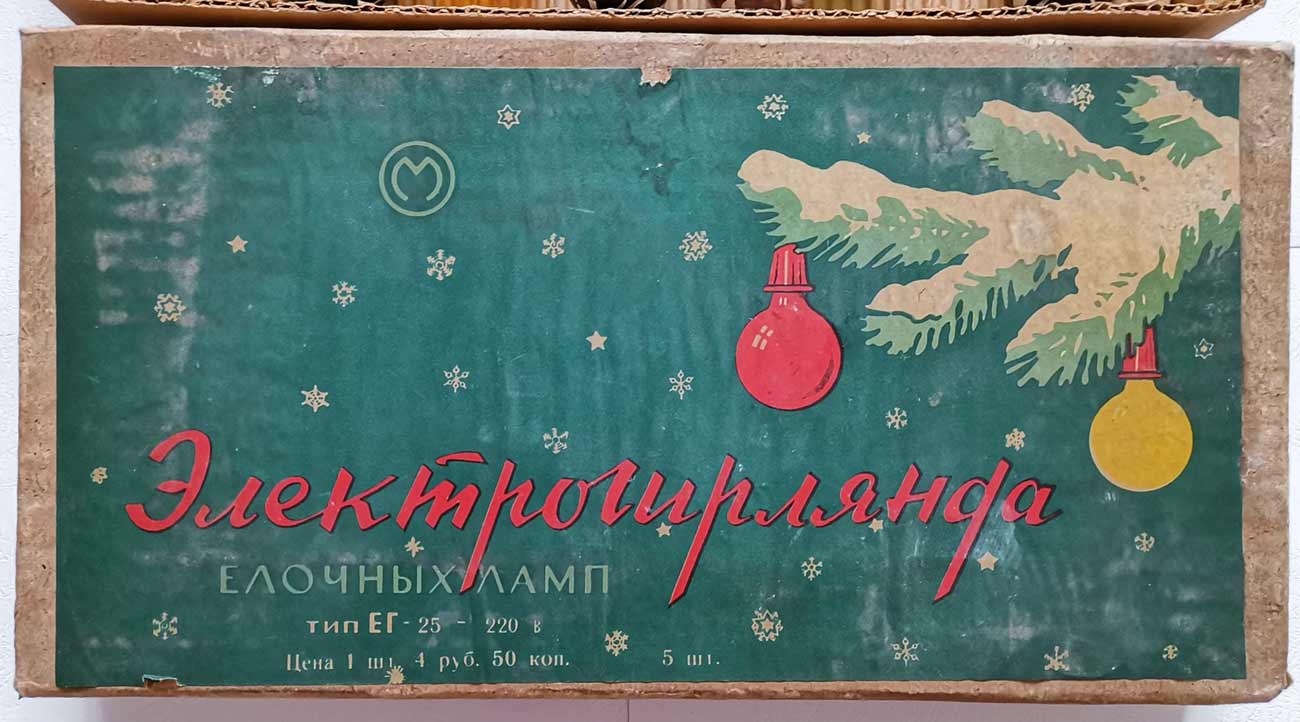 М
Электрогирлянда
ЕЛОЧНЫХ ЛАМП
тип ЕГ - 25 - 220 в
Цена 1 шт. 4 руб. 50 коп. 5 шт.